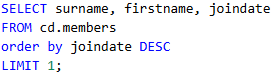 SELECT surname, firstname, joindate
FROM cd.members
order by joindate DESC
LIMIT 1;